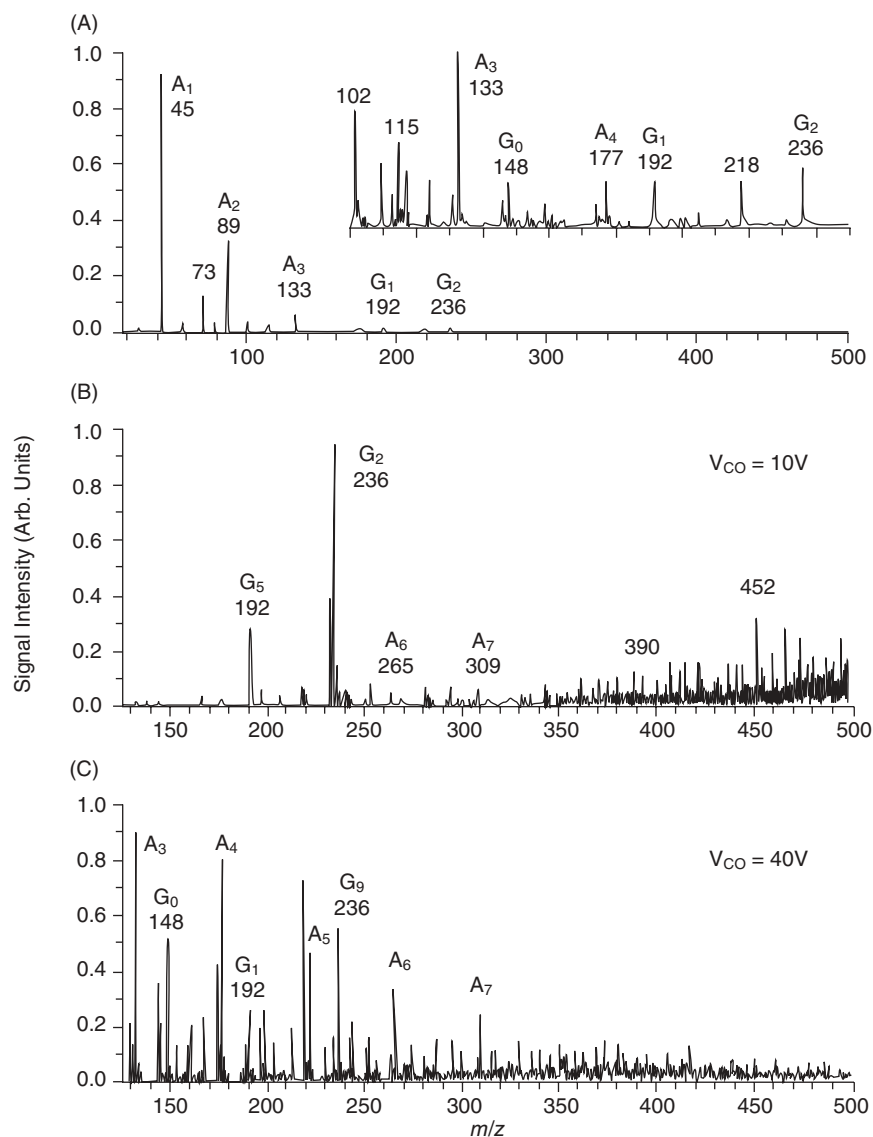 (A)
1.0
0.8
0.6
0.4
0.2
0.0
A₁
45
73
A₂
89
A₃
133
G₁
192
G₂
236
102
115
A₃
133
G₀
148
A₄
177
G₁
192
218
G₂
236
100 200 300 400 500
(B)
1.0
0.8
0.6
0.4
0.2
0.0
G₅
192
G₂
236
A₆
265
A₇
309
390
452
V_CO = 10V
150 200 250 300 350 400 450 500
Signal Intensity (Arb. Units)
(C)
1.0
0.8
0.6
0.4
0.2
0.0
A₃
G₀
148
A₄
G₁
192
A₅
G₉
236
A₆
A₇
V_CO = 40V
150 200 250 300 350 400 450 500
m/z